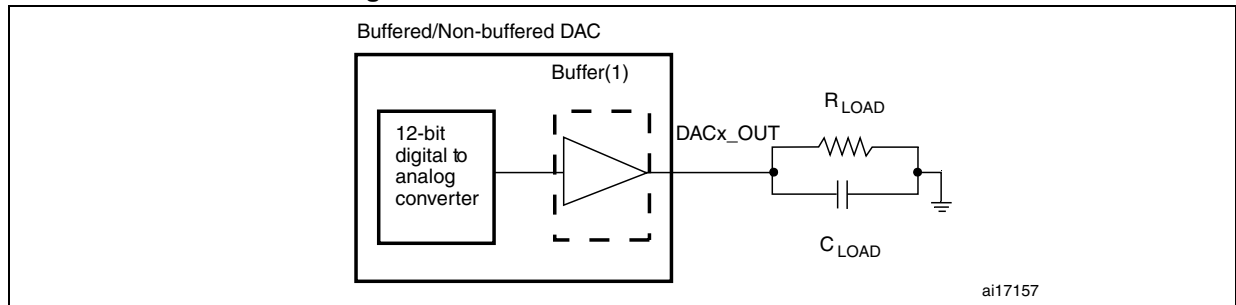 Buffered/Non-buffered DAC
Buffer(1)
12-bit
digital to
analog
converter
DACx_OUT
R LOAD
C LOAD
ai17157